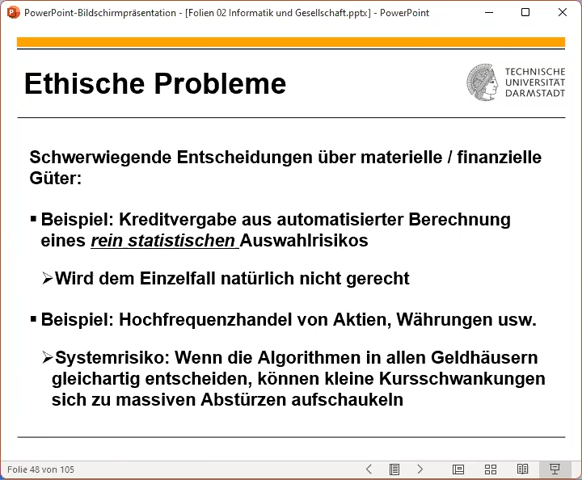 PowerPoint-Bildschirmpräsentation - [Folien 02 Informatik und Gesellschaft.pptx] - PowerPoint
Ethische Probleme
TECHNISCHE
UNIVERSITÄT
DARMSTADT
Schwerwiegende Entscheidungen über materielle / finanzielle
Güter:
▪ Beispiel: Kreditvergabe aus automatisierter Berechnung
eines rein statistischen Auswahlrisikos
➢Wird dem Einzelfall natürlich nicht gerecht
▪ Beispiel: Hochfrequenzhandel von Aktien, Währungen usw.
➢Systemrisiko: Wenn die Algorithmen in allen Geldhäusern
gleichartig entscheiden, können kleine Kursschwankungen
sich zu massiven Abstürzen aufschaukeln
Folie 48 von 105